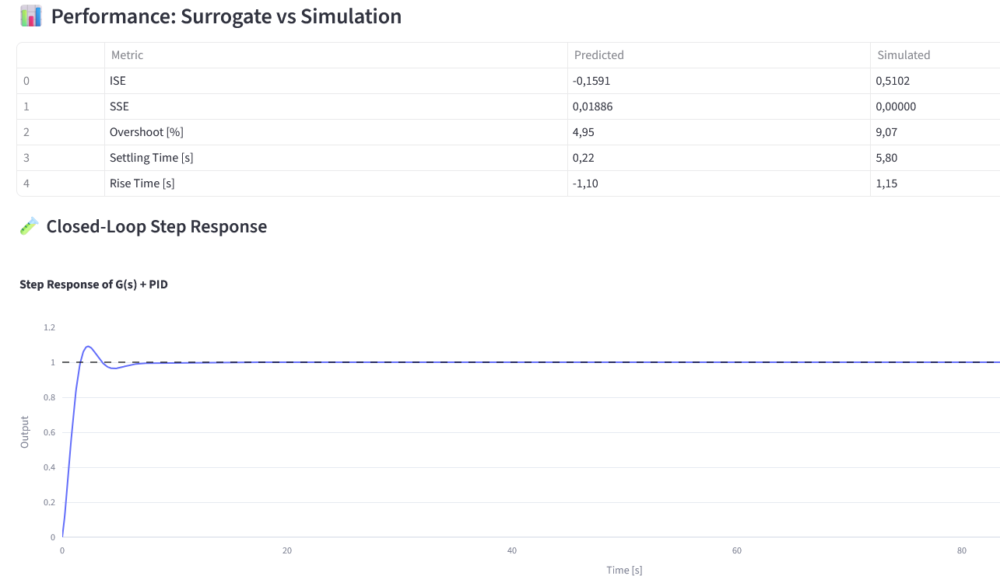 📊 Performance: Surrogate vs Simulation
Metric Predicted Simulated
0 ISE -0,1591 0,5102
1 SSE 0,01886 0,00000
2 Overshoot [%] 4,95 9,07
3 Settling Time [s] 0,22 5,80
4 Rise Time [s] -1,10 1,15
🧪 Closed-Loop Step Response
Step Response of G(s) + PID
1.2
1
0.8
0.6
0.4
0.2
0
Output
0 20 40 60 80
Time [s]